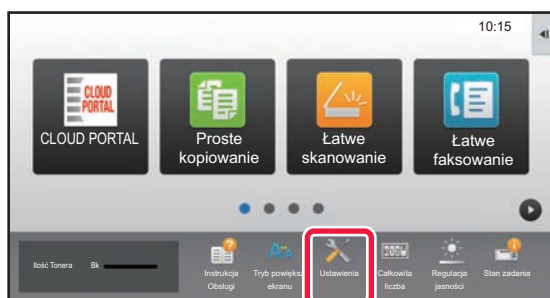 10:15
CLOUD
PORTAL
CLOUD PORTAL
Proste
kopiowanie
Łatwe
skanowanie
Łatwe
faksowanie
Ilość Tonera Bk
Instrukcja
Obsługi
Tryb powiększ
ekranu
Ustawienia
Całkowita
liczba
Regulacja
jasności
Stan zadania